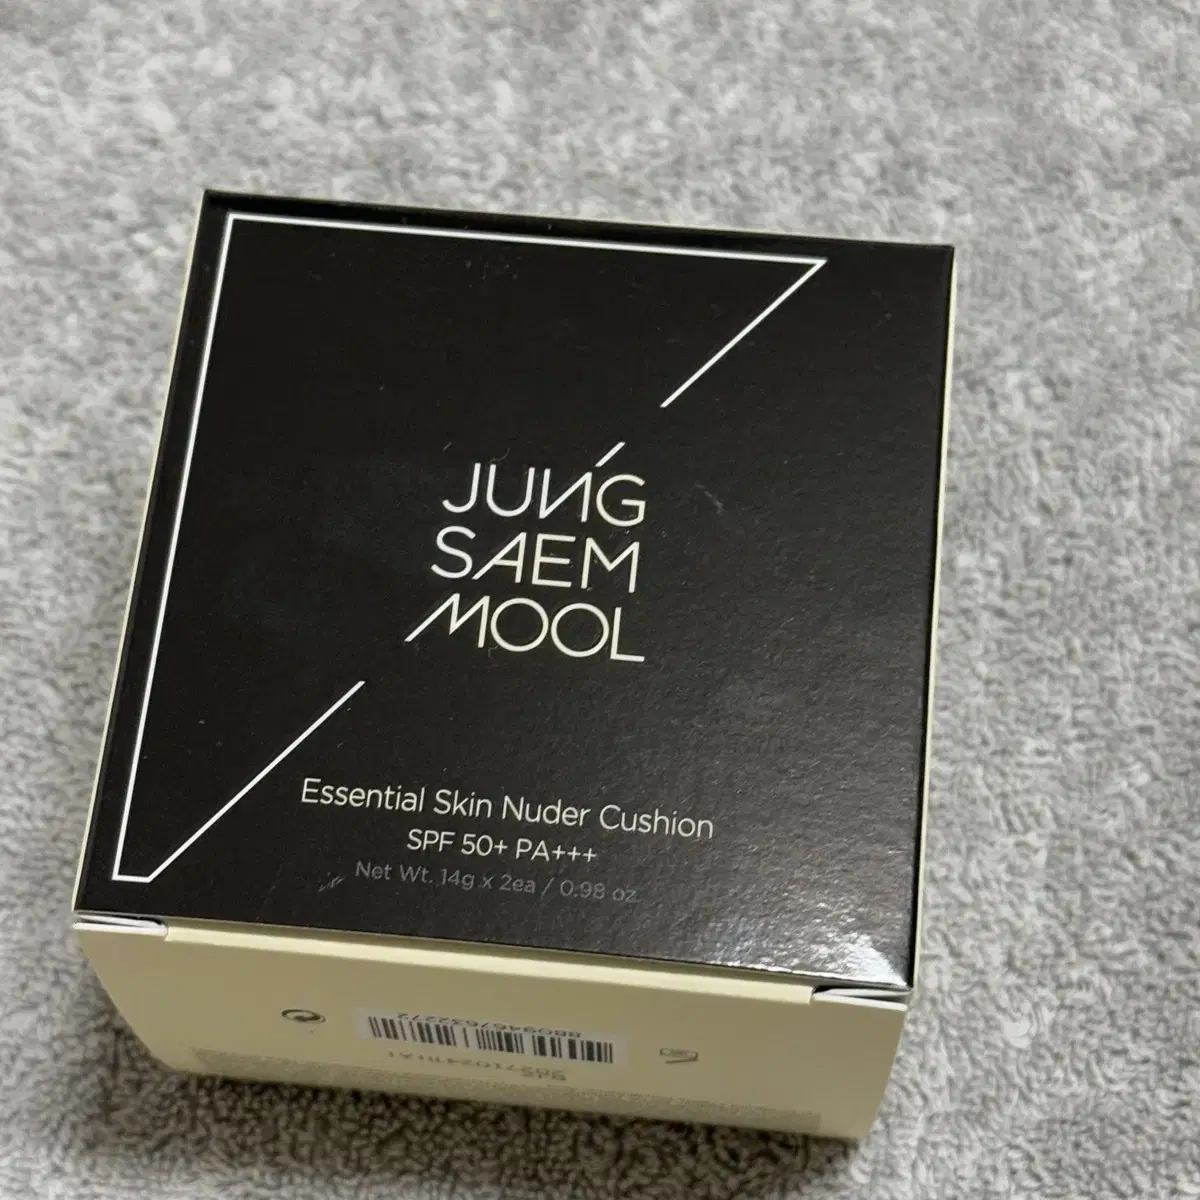 JUNG
SAEM
MOOL
Essential Skin Nuder Cushion
SPF 50+ PA+++
Net Wt. 14g x 2ea / 0.98 oz.